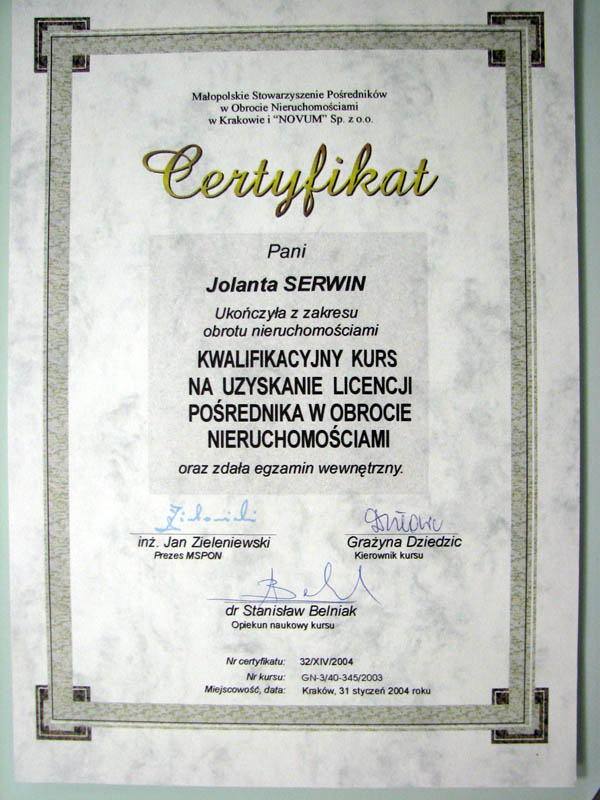 Małopolskie Stowarzyszenie Pośredników
w Obrocie Nieruchomościami
w Krakowie i "NOVUM" Sp. z o.o.
Certyfikat
Pani
Jolanta SERWIN
Ukończyła z zakresu
obrotu nieruchomościami
KWALIFIKACYJNY KURS
NA UZYSKANIE LICENCJI
POŚREDNIKA W OBROCIE
NIERUCHOMOŚCIAMI
oraz zdała egzamin wewnętrzny.
inż. Jan Zieleniewski
Prezes MSPON
Grażyna Dziedzic
Kierownik kursu
dr Stanisław Belniak
Opiekun naukowy kursu
Nr certyfikatu: 32/XIV/2004
Nr kursu: GN-3/40-345/2003
Miejscowość, data: Kraków, 31 styczeń 2004 roku